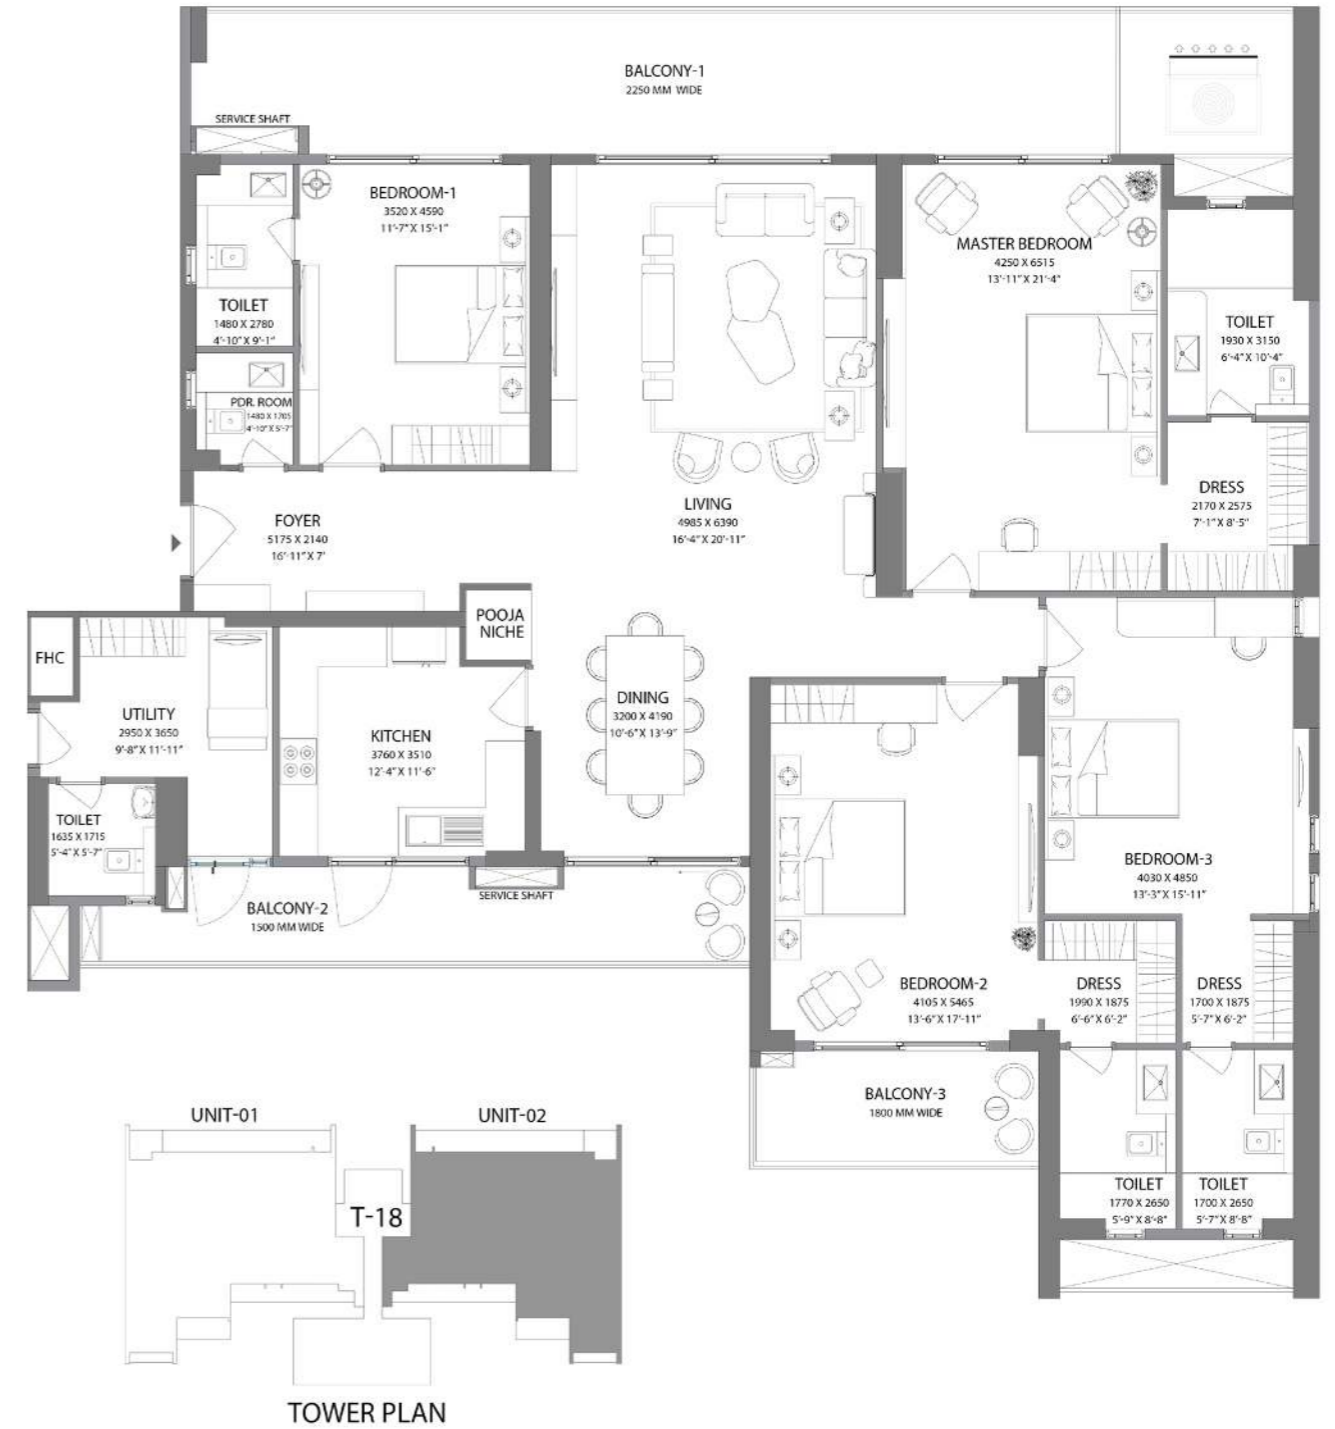 BALCONY-1
2250 MM WIDE
SERVICE SHAFT
BEDROOM-1
3520 X 4590
11'-7" X 15'-1"
TOILET
1480 X 2780
4'-10" X 9'-1"
PDR. ROOM
1480 X 1705
4'-10" X 5'-7"
MASTER BEDROOM
4250 X 6515
13'-11" X 21'-4"
TOILET
1930 X 3150
6'-4" X 10'-4"
DRESS
2170 X 2575
7'-1" X 8'-5"
LIVING
4985 X 6390
16'-4" X 20'-11"
FOYER
5175 X 2140
16'-11" X 7'
POOJA
NICHE
FHC
UTILITY
2950 X 3650
9'-8" X 11'-11"
KITCHEN
3760 X 3510
12'-4" X 11'-6"
DINING
3200 X 4190
10'-6" X 13'-9"
TOILET
1635 X 1715
5'-4" X 5'-7"
BALCONY-2
1500 MM WIDE
SERVICE SHAFT
BEDROOM-3
4030 X 4850
13'-3" X 15'-11"
BEDROOM-2
4105 X 5465
13'-6" X 17'-11"
DRESS
1990 X 1875
6'-6" X 6'-2"
DRESS
1700 X 1875
5'-7" X 6'-2"
BALCONY-3
1800 MM WIDE
TOILET
1770 X 2650
5'-9" X 8'-8"
TOILET
1700 X 2650
5'-7" X 8'-8"
UNIT-01
UNIT-02
T-18
TOWER PLAN